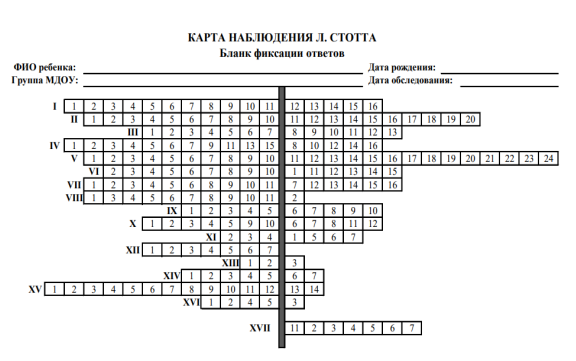 КАРТА НАБЛЮДЕНИЯ Л. СТОТТА
Бланк фиксации ответов
ФИО ребенка: Дата рождения:
Группа МДОУ: Дата обследования:
I 1 2 3 4 5 6 7 8 9 10 11 12 13 14 15 16
II 1 2 3 4 5 6 7 8 9 10 11 12 13 14 15 16 17 18 19 20
III 1 2 3 4 5 6 7 8 9 10 11 12 13
IV 1 2 3 4 5 6 7 9 11 13 15 8 10 12 14 16
V 1 2 3 4 5 6 7 8 9 10 11 12 13 14 15 16 17 18 19 20 21 22 23 24
VI 2 3 4 5 6 7 8 9 10 1 11 12 13 14 15
VII 1 2 3 4 5 6 8 9 10 11 7 12 13 14 15 16
VIII 1 3 4 5 6 7 8 9 10 11 2
IX 1 2 3 4 5 6 7 8 9 10
X 1 2 3 4 5 9 10 6 7 8 11 12
XI 2 3 4 1 5 6 7
XII 1 2 3 4 5 6 7
XIII 1 2 3
XIV 1 2 3 4 5 6 7
XV 1 2 3 4 5 6 7 8 9 10 11 12 13 14
XVI 1 2 4 5 3
XVII 11 2 3 4 5 6 7